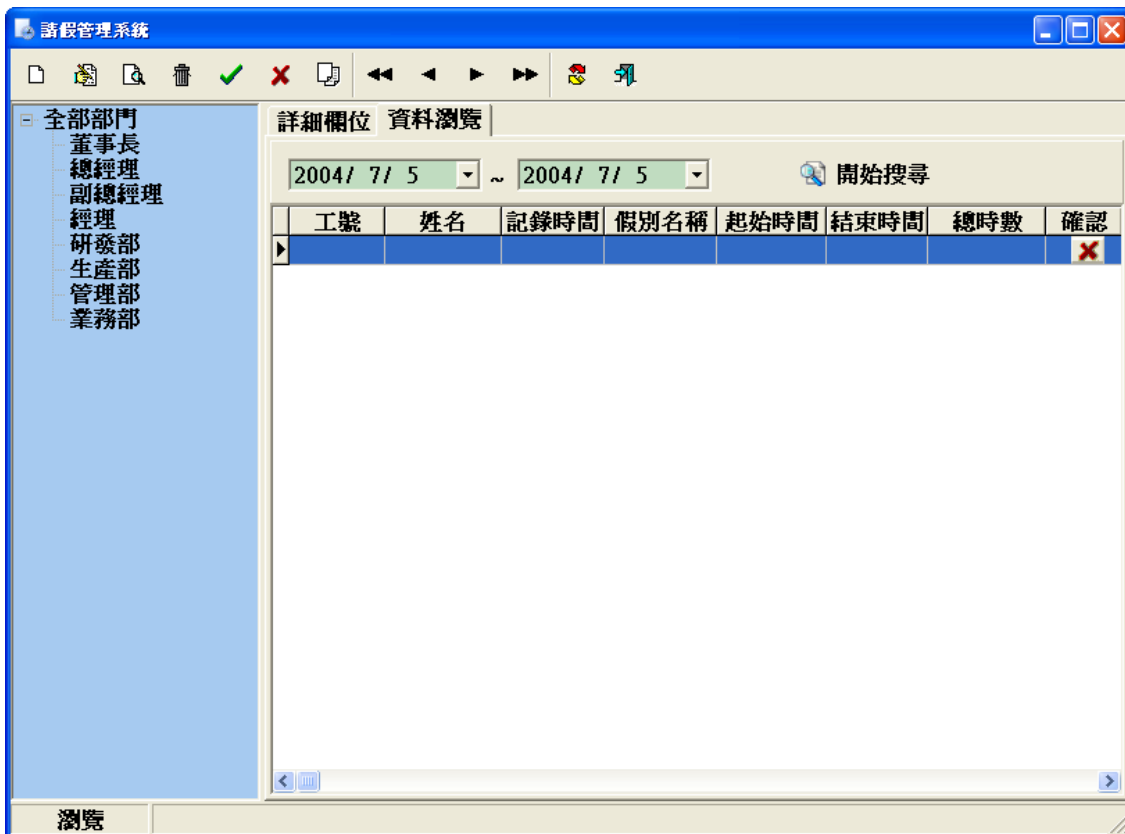 請假管理系統
全部部門
董事長
總經理
副總經理
經理
研發部
生產部
管理部
業務部
詳細欄位 資料瀏覽
2004/ 7/ 5 ~ 2004/ 7/ 5 開始搜尋
工號 姓名 記錄時間 假別名稱 起始時間 結束時間 總時數 確認
瀏覽